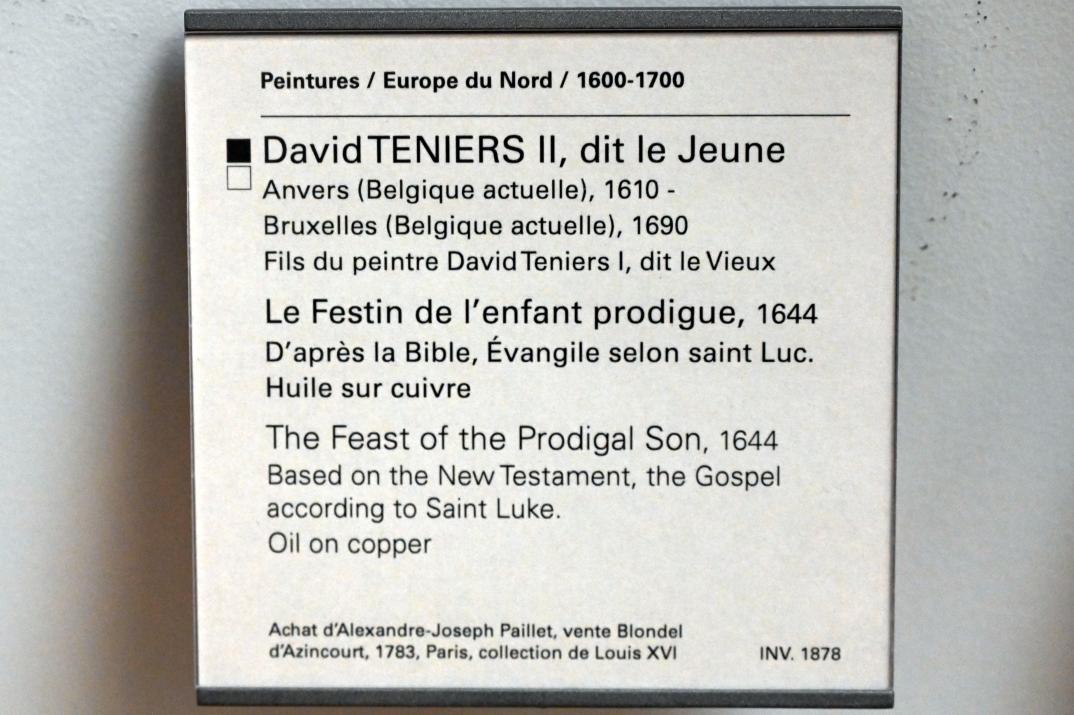 Peintures / Europe du Nord / 1600-1700
David TENIERS II, dit le Jeune
Anvers (Belgique actuelle), 1610 -
Bruxelles (Belgique actuelle), 1690
Fils du peintre David Teniers I, dit le Vieux
Le Festin de l'enfant prodigue, 1644
D'après la Bible, Évangile selon saint Luc.
Huile sur cuivre
The Feast of the Prodigal Son, 1644
Based on the New Testament, the Gospel
according to Saint Luke.
Oil on copper
Achat d'Alexandre-Joseph Paillet, vente Blondel
d'Azincourt, 1783, Paris, collection de Louis XVI INV. 1878